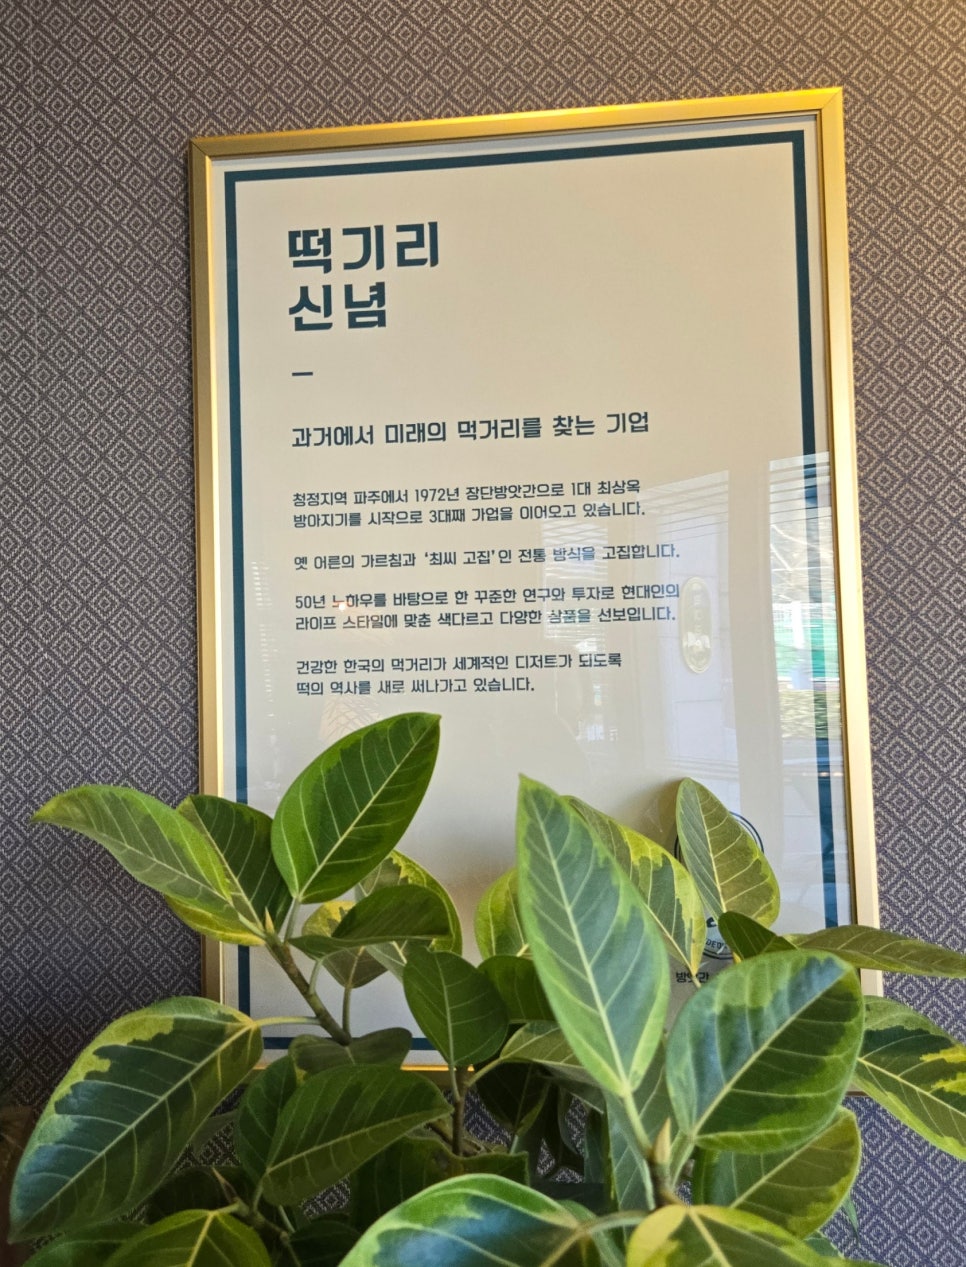 떡기리
신념
과거에서 미래의 먹거리를 찾는 기업
청정지역 파주에서 1972년 장단방앗간으로 1대 최상옥
방아지기를 시작으로 3대째 가업을 이어오고 있습니다.
옛 어른의 가르침과 ‘최씨 고집’인 전통 방식을 고집합니다.
50년 노하우를 바탕으로 한 꾸준한 연구와 투자로 현대인의
라이프 스타일에 맞춘 색다르고 다양한 상품을 선보입니다.
건강한 한국의 먹거리가 세계적인 디저트가 되도록
떡의 역사를 새로 써나가고 있습니다.
방앗간